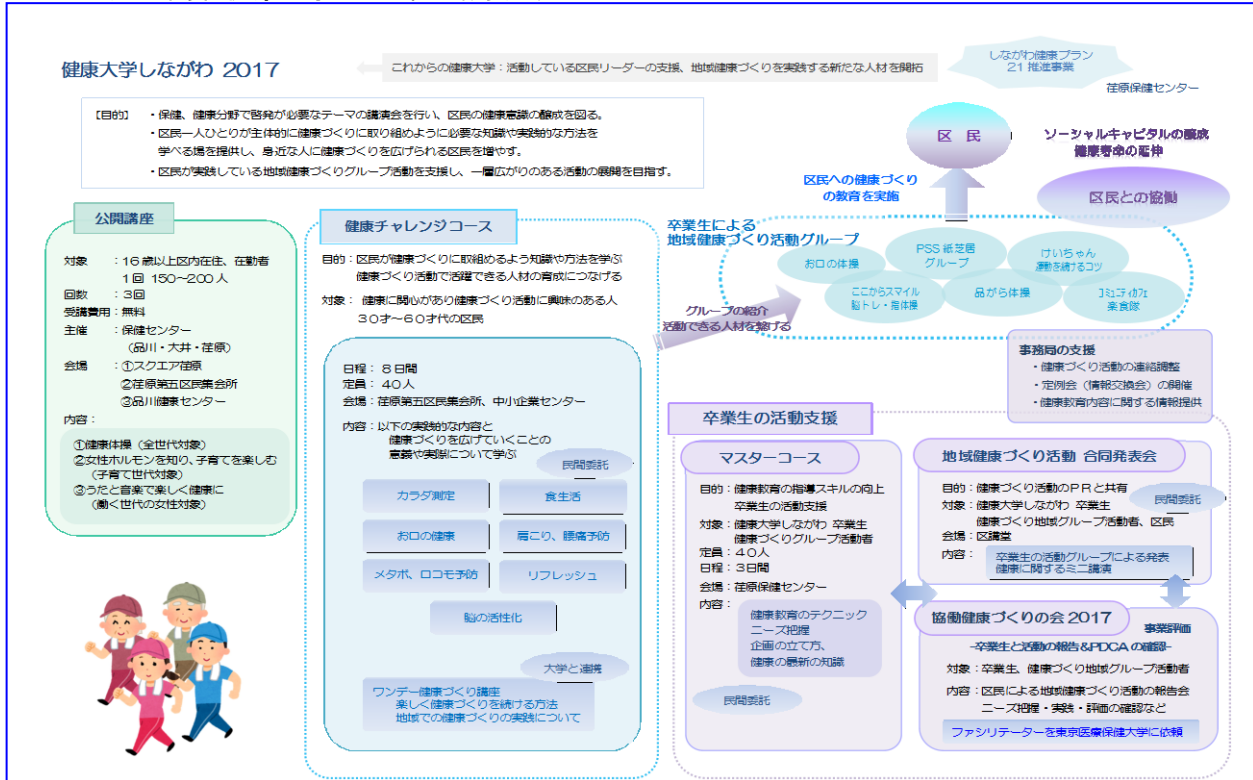 健康大学しながわ 2017
これからの健康大学：活動している区民リーダーの支援、地域健康づくりを実践する新たな人材を開拓
しながわ健康プラン
21 推進事業
荏原保健センター
【目的】 ・保健、健康分野で啓発が必要なテーマの講演会を行い、区民の健康意識の醸成を図る。
・区民一人ひとりが主体的に健康づくりに取り組めように必要な知識や実践的な方法を
学べる場を提供し、身近な人に健康づくりを広げられる区民を増やす。
・区民が実践している地域健康づくりグループ活動を支援し、一層広がりのある活動の展開を目指す。
区 民
ソーシャルキャピタルの醸成
健康寿命の延伸
区民への健康づくり
の教育を実施
区民との協働
公開講座
対象 ：16歳以上区内在住、在勤者
1回 150～200人
回数 ：3回
受講費用：無料
主催 ：保健センター
（品川・大井・荏原）
会場 ：①スクエア荏原
②荏原第五区民集会所
③品川健康センター
内容：
①健康体操（全世代対象）
②女性ホルモンを知り、子育てを楽しむ
（子育て世代対象）
③うたと音楽で楽しく健康に
（働く世代の女性対象）
健康チャレンジコース
目的：区民が健康づくりに取組めるよう知識や方法を学ぶ
健康づくり活動で活躍できる人材の育成につなげる
対象： 健康に関心があり健康づくり活動に興味のある人
30才～60才代の区民
日程：8日間
定員：40人
会場：荏原第五区民集会所、中小企業センター
内容：以下の実践的な内容と
健康づくりを広げていくことの
意義や実際について学ぶ
民間委託
カラダ測定
食生活
お口の健康
肩こり、腰痛予防
メタボ、ロコモ予防
リフレッシュ
脳の活性化
大学と連携
ワンデー健康づくり講座
楽しく健康づくりを続ける方法
地域での健康づくりの実践について
卒業生による
地域健康づくり活動グループ
お口の体操
PSS 紙芝居
グループ
けいちゃん
運動を続けるコツ
ここからスマイル
脳トレ・指体操
品がら体操
コミュニティカフェ
楽食隊
グループの紹介
活動できる人材を繋げる
事務局の支援
・健康づくり活動の連絡調整
・定例会（情報交換会）の開催
・健康教育内容に関する情報提供
卒業生の活動支援
マスターコース
目的：健康教育の指導スキルの向上
卒業生の活動支援
対象：健康大学しながわ 卒業生
健康づくりグループ活動者
定員：40人
日程：3日間
会場：荏原保健センター
内容：
健康教育のテクニック
ニーズ把握
企画の立て方、
健康の最新の知識
民間委託
地域健康づくり活動 合同発表会
目的：健康づくり活動のPRと共有
民間委託
対象：健康大学しながわ 卒業生
健康づくり地域グループ活動者、区民
会場：区講堂
内容：
卒業生の活動グループによる発表
健康に関するミニ講演
協働健康づくりの会 2017
事業評価
-卒業生と活動の報告&PDCAの確認-
対象：卒業生、健康づくり地域グループ活動者
内容：区民による地域健康づくり活動の報告会
ニーズ把握・実践・評価の確認など
ファシリテーターを東京医療保健大学に依頼